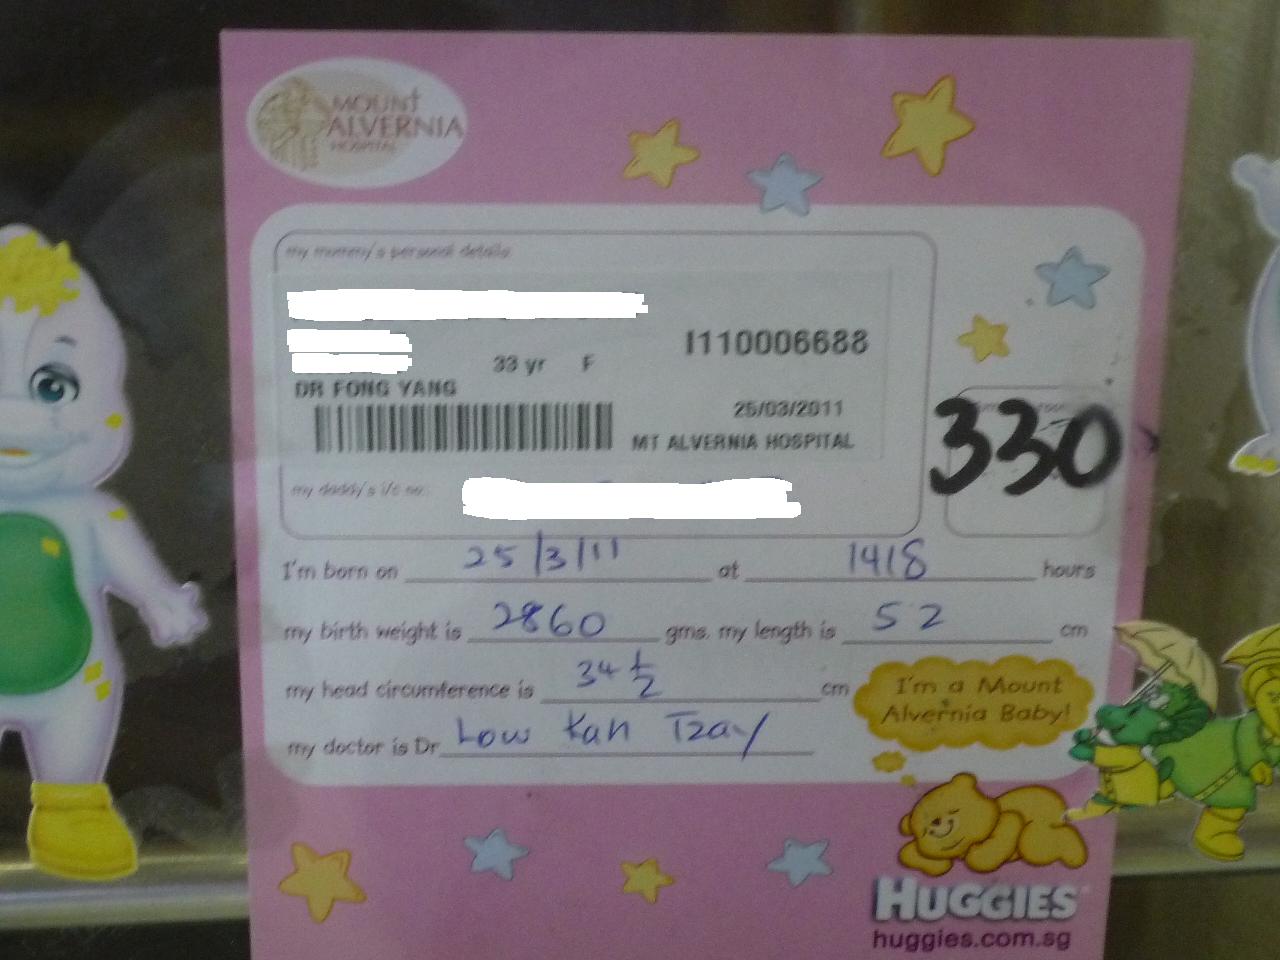 MOUNT
ALVERNIA
HOSPITAL
my mummy's personal details
33 yr F
I110006688
DR FONG YANG
25/03/2011
MT ALVERNIA HOSPITAL
330
my daddy's i/c no:
I'm born on 25/3/11 at 1418 hours
my birth weight is 2860 gms, my length is 52 cm
my head circumference is 34 1/2 cm
my doctor is Dr Low Kan Tzay
I'm a Mount
Alvernia Baby!
HUGGIES
huggies.com.sg